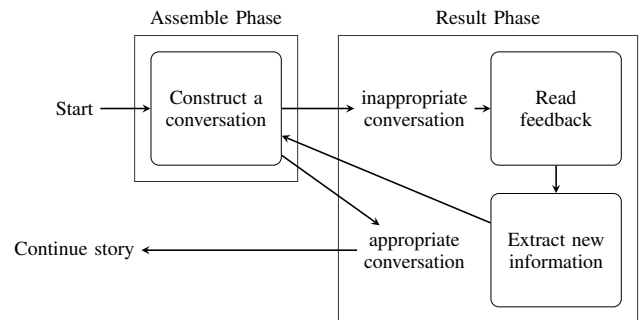 Assemble Phase
Result Phase
Start
Construct a
conversation
inappropriate
conversation
Read
feedback
Continue story
appropriate
conversation
Extract new
information